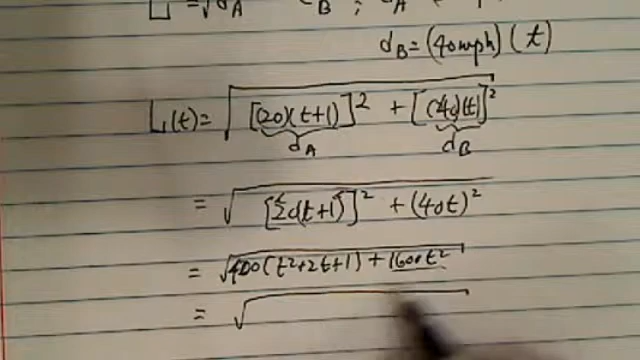 d_B = (40mph)(t)
L(t) = √([(20)(t+1)]² + [(40)(t)]²)
d_A d_B
= √([20(t+1)]² + (40t)²)
= √(400(t²+2t+1) + 1600t²)
= √